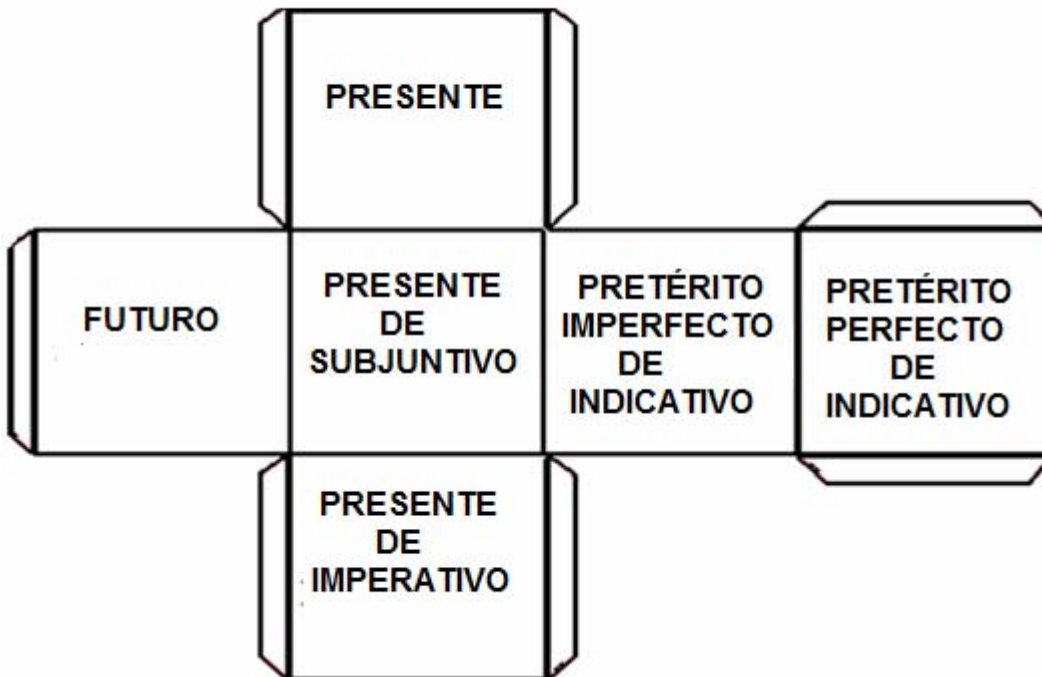 PRESENTE
FUTURO
PRESENTE
DE
SUBJUNTIVO
PRETÉRITO
IMPERFECTO
DE
INDICATIVO
PRETÉRITO
PERFECTO
DE
INDICATIVO
PRESENTE
DE
IMPERATIVO